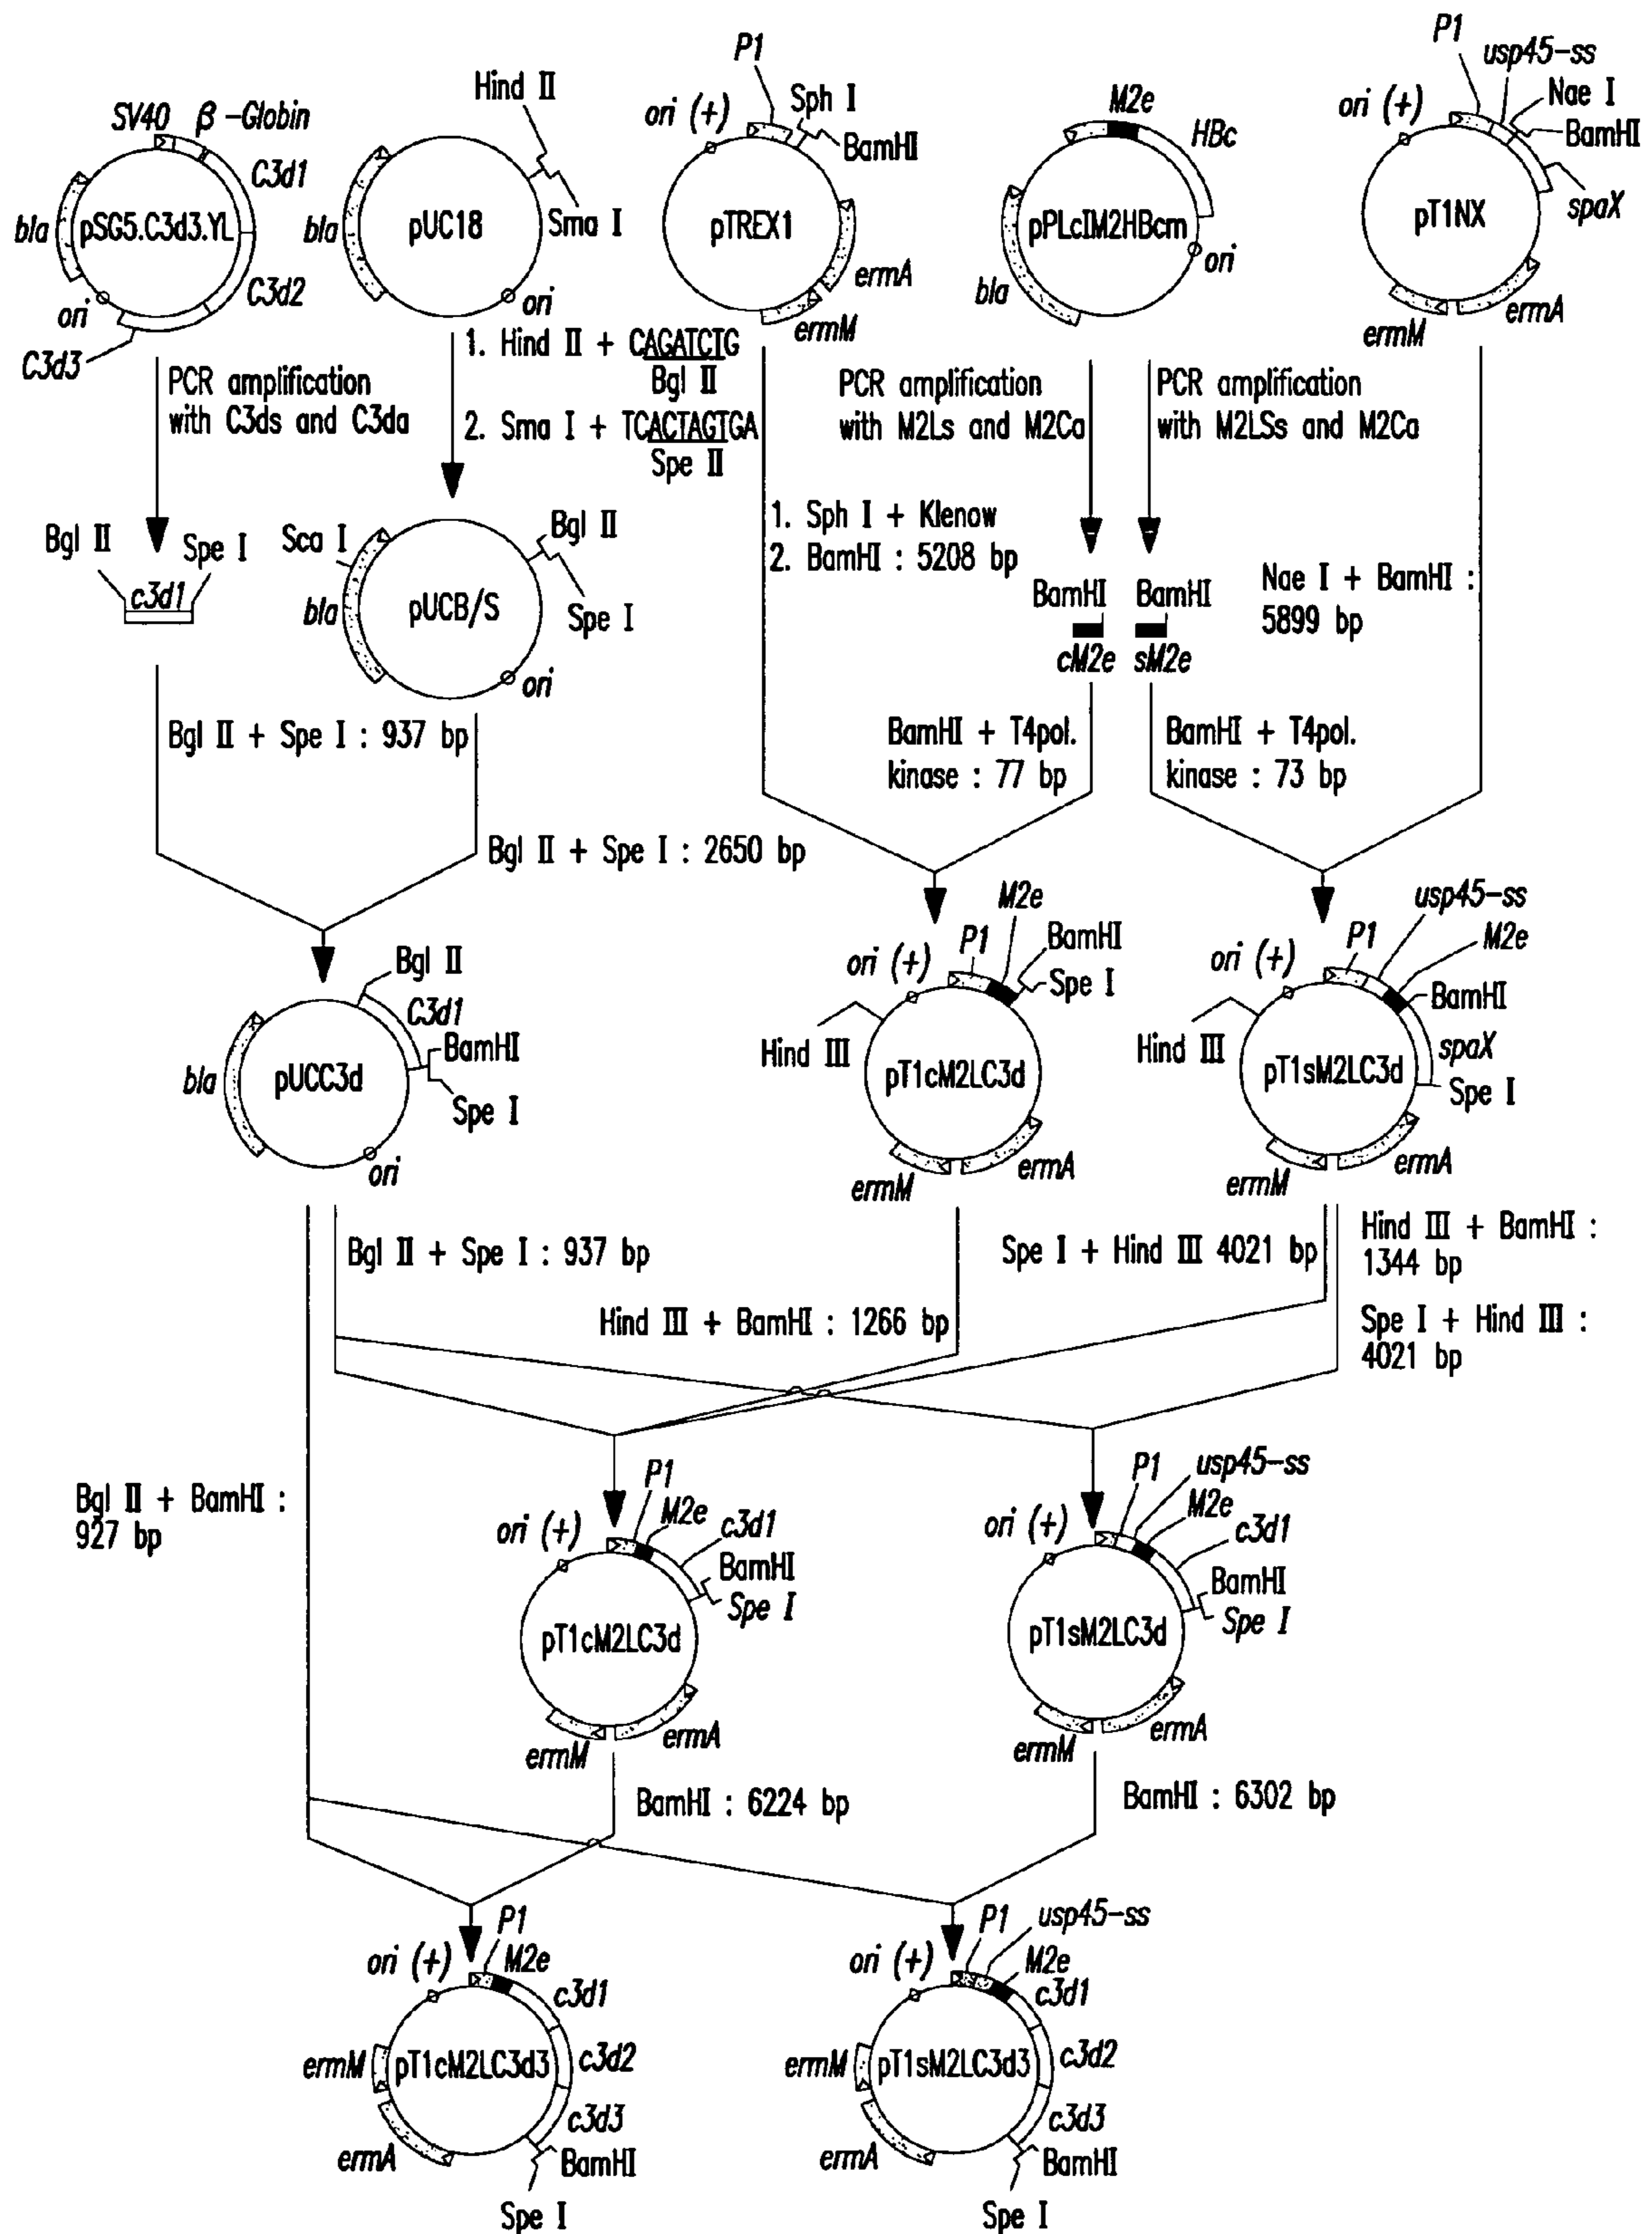 SV40
β-Globin
C3d1
bla
pSG5.C3d3.YL
ori
C3d2
C3d3
Hind II
bla
pUC18
Sma I
ori
P1
ori (+)
Sph I
BamHI
pTREX1
ermA
ermM
M2e
HBc
pPLcIM2HBcm
bla
ori
P1
usp45-ss
ori (+)
Nae I
BamHI
pT1NX
spaX
ermA
ermM
PCR amplification
with C3ds and C3da
1. Hind II + CAGATCTG
Bgl II
2. Sma I + TCACTAGTGA
Spe II
PCR amplification
with M2Ls and M2Ca
PCR amplification
with M2LSs and M2Ca
1. Sph I + Klenow
2. BamHI : 5208 bp
Nae I + BamHI :
5899 bp
Bgl II
Spe I
c3d1
Sca I
Bgl II
bla
pUCB/S
Spe I
ori
BamHI
BamHI
cM2e
sM2e
Bgl II + Spe I : 937 bp
BamHI + T4pol.
kinase : 77 bp
BamHI + T4pol.
kinase : 73 bp
Bgl II + Spe I : 2650 bp
Bgl II
C3d1
BamHI
bla
pUCC3d
Spe I
ori
M2e
P1
ori (+)
BamHI
Spe I
Hind III
pT1cM2LC3d
ermA
ermM
usp45-ss
P1
M2e
ori (+)
BamHI
Hind III
spaX
pT1sM2LC3d
Spe I
ermA
ermM
Bgl II + Spe I : 937 bp
Spe I + Hind III 4021 bp
Hind III + BamHI :
1344 bp
Hind III + BamHI : 1266 bp
Spe I + Hind III :
4021 bp
Bgl II + BamHI :
927 bp
P1
M2e
ori (+)
c3d1
BamHI
Spe I
pT1cM2LC3d
ermA
ermM
P1
usp45-ss
M2e
ori (+)
c3d1
BamHI
Spe I
pT1sM2LC3d
ermA
ermM
BamHI : 6224 bp
BamHI : 6302 bp
P1
ori (+)
M2e
c3d1
ermM
pT1cM2LC3d3
c3d2
c3d3
ermA
BamHI
Spe I
P1
usp45-ss
ori (+)
M2e
c3d1
ermM
pT1sM2LC3d3
c3d2
c3d3
ermA
BamHI
Spe I